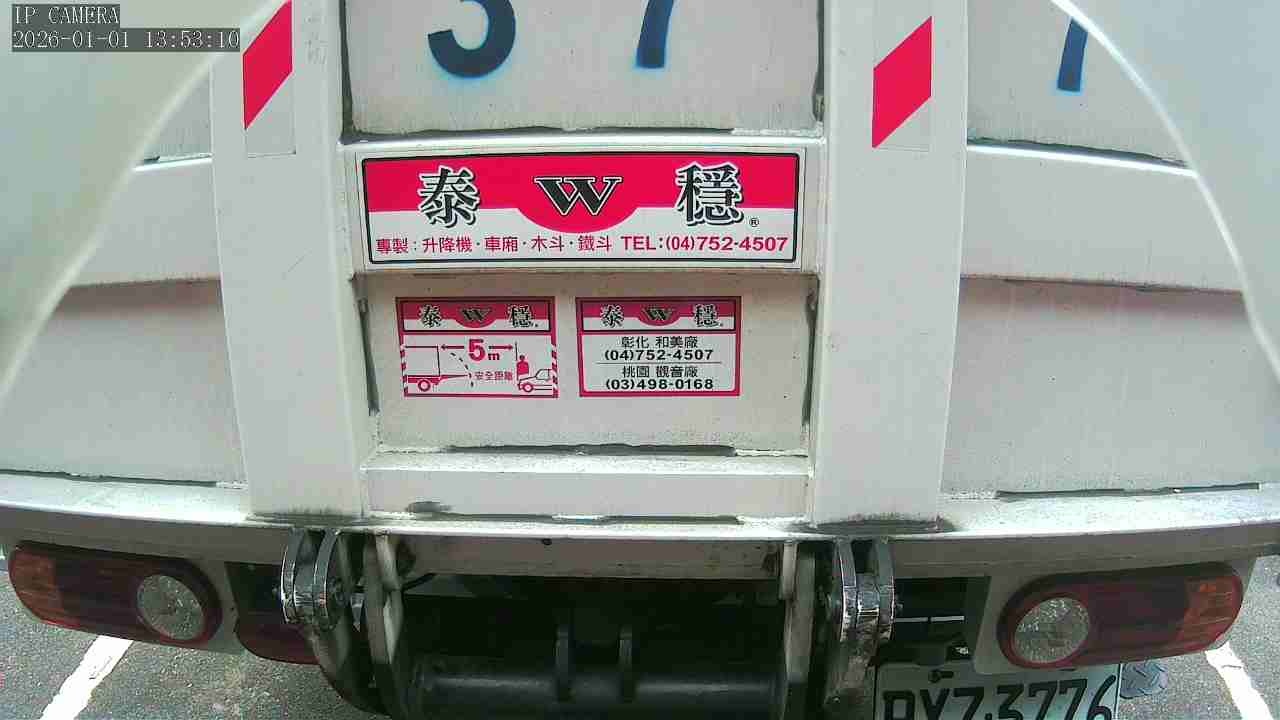 IP CAMERA
2026-01-01 13:53:10
3 7 7
泰 W 穩®
專製：升降機·車廂·木斗·鐵斗 TEL:(04)752-4507
泰 W 穩
5m
安全距離
泰 W 穩
彰化 和美廠
(04)752-4507
桃園 觀音廠
(03)498-0168